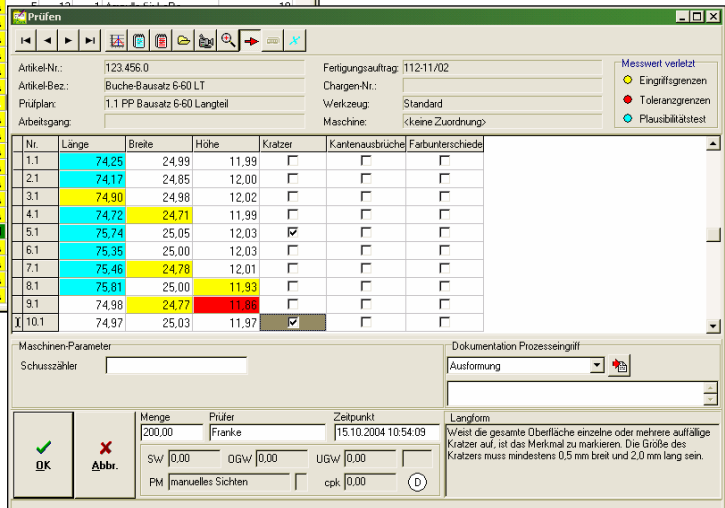 Prüfen
Artikel-Nr.: 123.456.0 Fertigungsauftrag: 112-11/02
Artikel-Bez.: Buche-Bausatz 6-60 LT Chargen-Nr.:
Prüfplan: 1.1 PP Bausatz 6-60 Langteil Werkzeug: Standard
Arbeitsgang: Maschine: <keine Zuordnung>
Messwert verletzt
Eingriffsgrenzen
Toleranzgrenzen
Plausibilitätstest
Nr. Länge Breite Höhe Kratzer Kantenausbrüche Farbunterschiede
1.1 74,25 24,99 11,99
2.1 74,17 24,85 12,00
3.1 74,90 24,98 12,02
4.1 74,72 24,71 11,99
5.1 75,74 25,05 12,03
6.1 75,35 25,00 12,03
7.1 75,46 24,78 12,01
8.1 75,81 25,00 11,93
9.1 74,98 24,77 11,86
10.1 74,97 25,03 11,97
Maschinen-Parameter
Schusszähler
Dokumentation Prozesseingriff
Ausformung
OK
Abbr.
Menge Prüfer Zeitpunkt
200,00 Franke 15.10.2004 10:54:09
SW 0,00 OGW 0,00 UGW 0,00
PM manuelles Sichten cpk 0,00 D
Langform
Weist die gesamte Oberfläche einzelne oder mehrere auffällige
Kratzer auf, ist das Merkmal zu markieren. Die Größe des
Kratzers muss mindestens 0,5 mm breit und 2,0 mm lang sein.